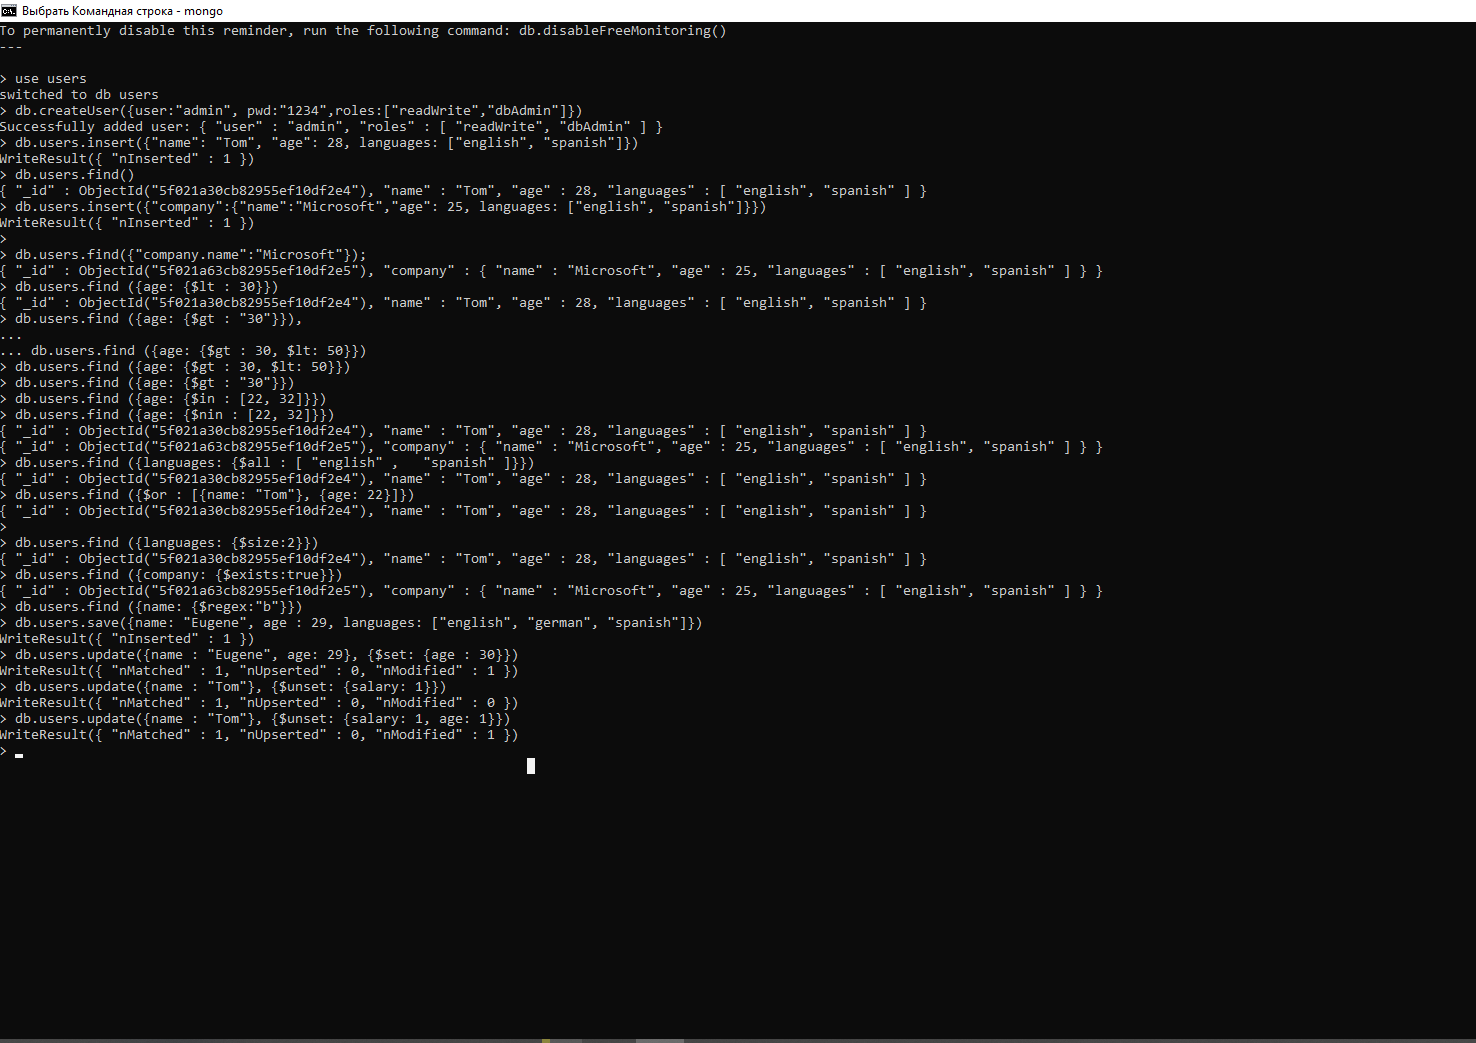 Выбрать Командная строка - mongo
To permanently disable this reminder, run the following command: db.disableFreeMonitoring()
---
> use users
switched to db users
> db.createUser({user:"admin", pwd:"1234",roles:["readWrite","dbAdmin"]})
Successfully added user: { "user" : "admin", "roles" : [ "readWrite", "dbAdmin" ] }
> db.users.insert({"name": "Tom", "age": 28, languages: ["english", "spanish"]})
WriteResult({ "nInserted" : 1 })
> db.users.find()
{ "_id" : ObjectId("5f021a30cb82955ef10df2e4"), "name" : "Tom", "age" : 28, "languages" : [ "english", "spanish" ] }
> db.users.insert({"company":{"name":"Microsoft","age": 25, languages: ["english", "spanish"]}})
WriteResult({ "nInserted" : 1 })
>
> db.users.find({"company.name":"Microsoft"});
{ "_id" : ObjectId("5f021a63cb82955ef10df2e5"), "company" : { "name" : "Microsoft", "age" : 25, "languages" : [ "english", "spanish" ] } }
> db.users.find ({age: {$lt : 30}})
{ "_id" : ObjectId("5f021a30cb82955ef10df2e4"), "name" : "Tom", "age" : 28, "languages" : [ "english", "spanish" ] }
> db.users.find ({age: {$gt : "30"}}),
...
... db.users.find ({age: {$gt : 30, $lt: 50}})
> db.users.find ({age: {$gt : 30, $lt: 50}})
> db.users.find ({age: {$gt : "30"}})
> db.users.find ({age: {$in : [22, 32]}})
> db.users.find ({age: {$nin : [22, 32]}})
{ "_id" : ObjectId("5f021a30cb82955ef10df2e4"), "name" : "Tom", "age" : 28, "languages" : [ "english", "spanish" ] }
{ "_id" : ObjectId("5f021a63cb82955ef10df2e5"), "company" : { "name" : "Microsoft", "age" : 25, "languages" : [ "english", "spanish" ] } }
> db.users.find ({languages: {$all : [ "english" ,   "spanish" ]}})
{ "_id" : ObjectId("5f021a30cb82955ef10df2e4"), "name" : "Tom", "age" : 28, "languages" : [ "english", "spanish" ] }
> db.users.find ({$or : [{name: "Tom"}, {age: 22}]})
{ "_id" : ObjectId("5f021a30cb82955ef10df2e4"), "name" : "Tom", "age" : 28, "languages" : [ "english", "spanish" ] }
>
> db.users.find ({languages: {$size:2}})
{ "_id" : ObjectId("5f021a30cb82955ef10df2e4"), "name" : "Tom", "age" : 28, "languages" : [ "english", "spanish" ] }
> db.users.find ({company: {$exists:true}})
{ "_id" : ObjectId("5f021a63cb82955ef10df2e5"), "company" : { "name" : "Microsoft", "age" : 25, "languages" : [ "english", "spanish" ] } }
> db.users.find ({name: {$regex:"b"}})
> db.users.save({name: "Eugene", age : 29, languages: ["english", "german", "spanish"]})
WriteResult({ "nInserted" : 1 })
> db.users.update({name : "Eugene", age: 29}, {$set: {age : 30}})
WriteResult({ "nMatched" : 1, "nUpserted" : 0, "nModified" : 1 })
> db.users.update({name : "Tom"}, {$unset: {salary: 1}})
WriteResult({ "nMatched" : 1, "nUpserted" : 0, "nModified" : 0 })
> db.users.update({name : "Tom"}, {$unset: {salary: 1, age: 1}})
WriteResult({ "nMatched" : 1, "nUpserted" : 0, "nModified" : 1 })
>